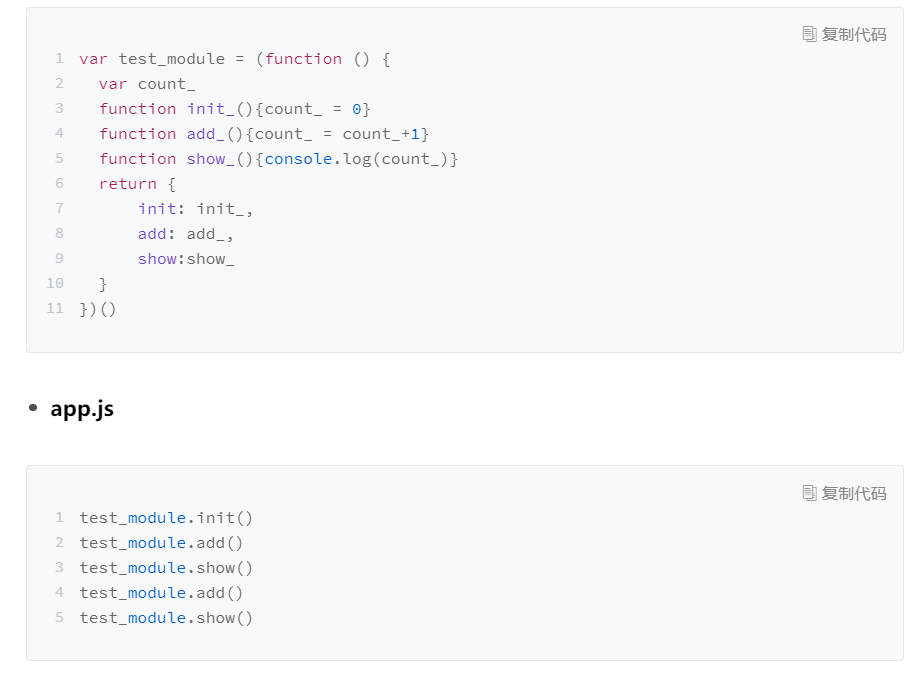 复制代码
1 var test_module = (function () {
2   var count_
3   function init_(){count_ = 0}
4   function add_(){count_ = count_+1}
5   function show_(){console.log(count_)}
6   return {
7       init: init_,
8       add: add_,
9       show:show_
10   }
11 })()
• app.js
复制代码
1 test_module.init()
2 test_module.add()
3 test_module.show()
4 test_module.add()
5 test_module.show()